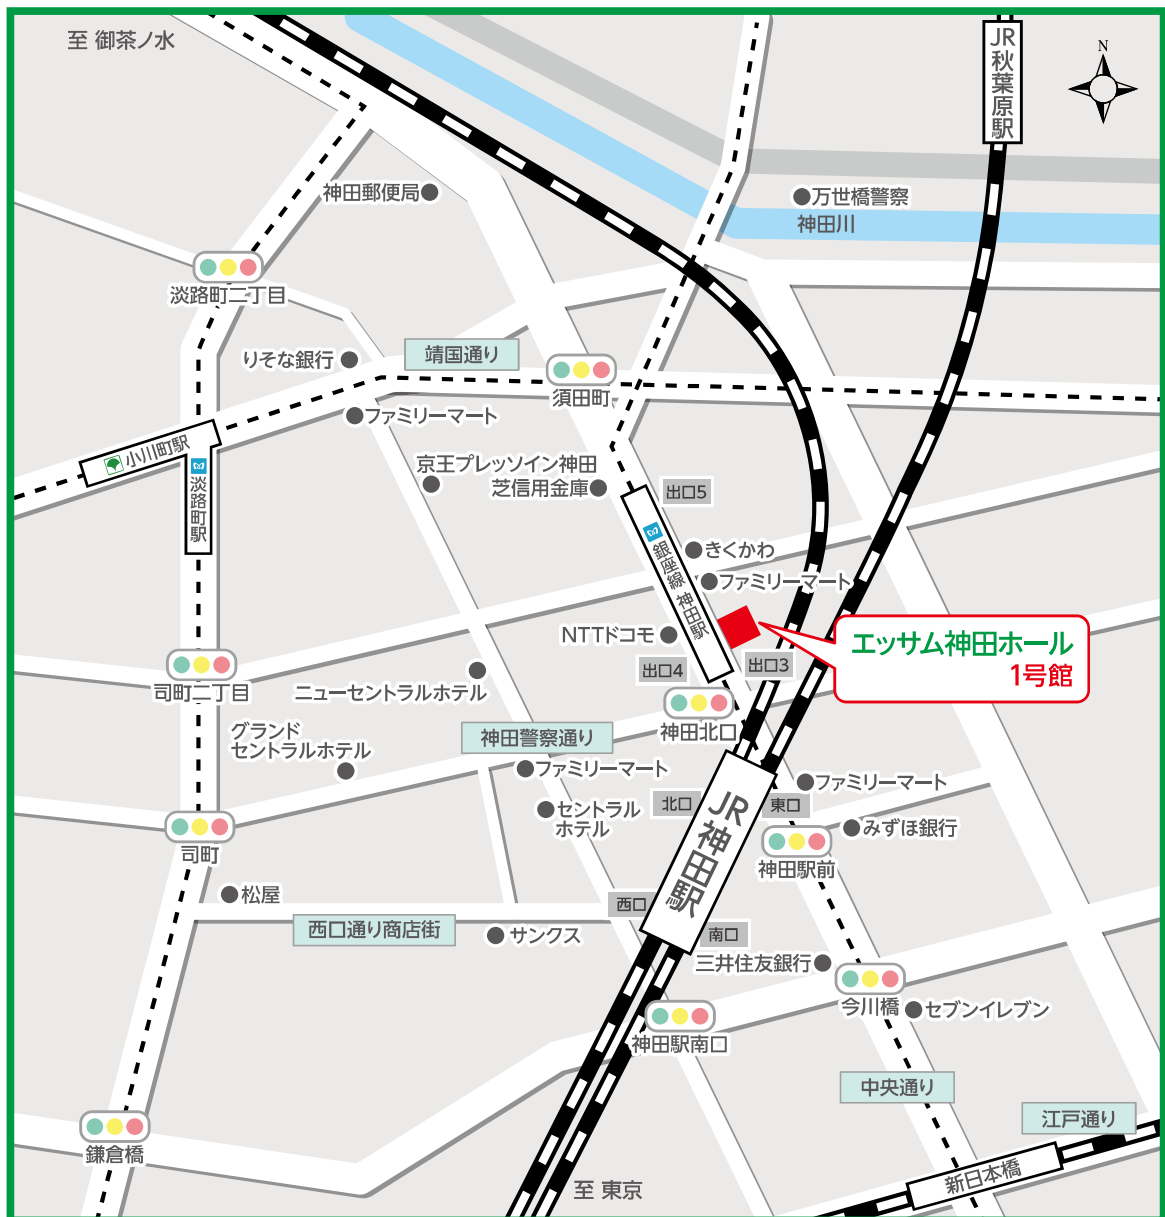 至 御茶ノ水
JR秋葉原駅
N
神田郵便局
万世橋警察
神田川
淡路町二丁目
りそな銀行
靖国通り
須田町
ファミリーマート
小川町駅
淡路町駅
京王プレッソイン神田
芝信用金庫
出口5
銀座線 神田駅
きくかわ
ファミリーマート
NTTドコモ
エッサム神田ホール
1号館
出口4
出口3
司町二丁目
ニューセントラルホテル
神田北口
グランド
セントラルホテル
神田警察通り
ファミリーマート
ファミリーマート
北口
東口
JR神田駅
セントラル
ホテル
みずほ銀行
司町
神田駅前
松屋
西口
西口通り商店街
サンクス
南口
三井住友銀行
今川橋
セブンイレブン
神田駅南口
中央通り
江戸通り
鎌倉橋
新日本橋
至 東京